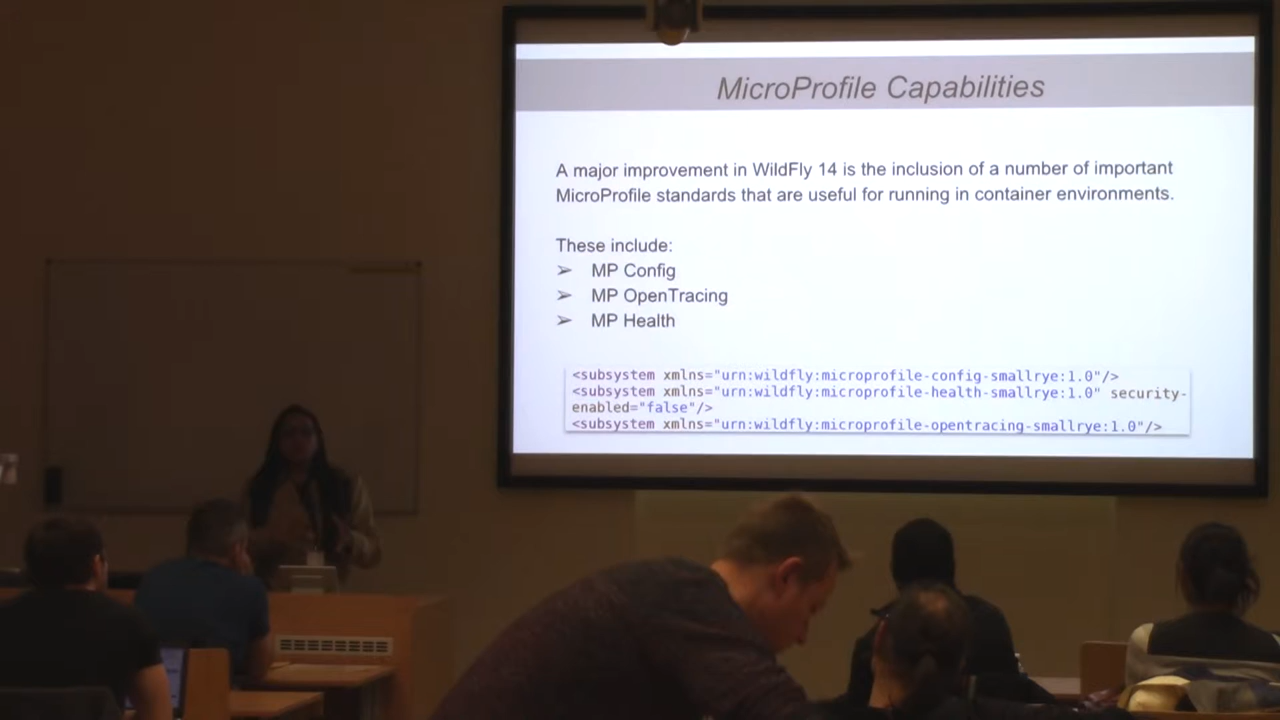 MicroProfile Capabilities
A major improvement in WildFly 14 is the inclusion of a number of important
MicroProfile standards that are useful for running in container environments.
These include:
➢ MP Config
➢ MP OpenTracing
➢ MP Health
<subsystem xmlns="urn:wildfly:microprofile-config-smallrye:1.0"/>
<subsystem xmlns="urn:wildfly:microprofile-health-smallrye:1.0" security-
enabled="false"/>
<subsystem xmlns="urn:wildfly:microprofile-opentracing-smallrye:1.0"/>